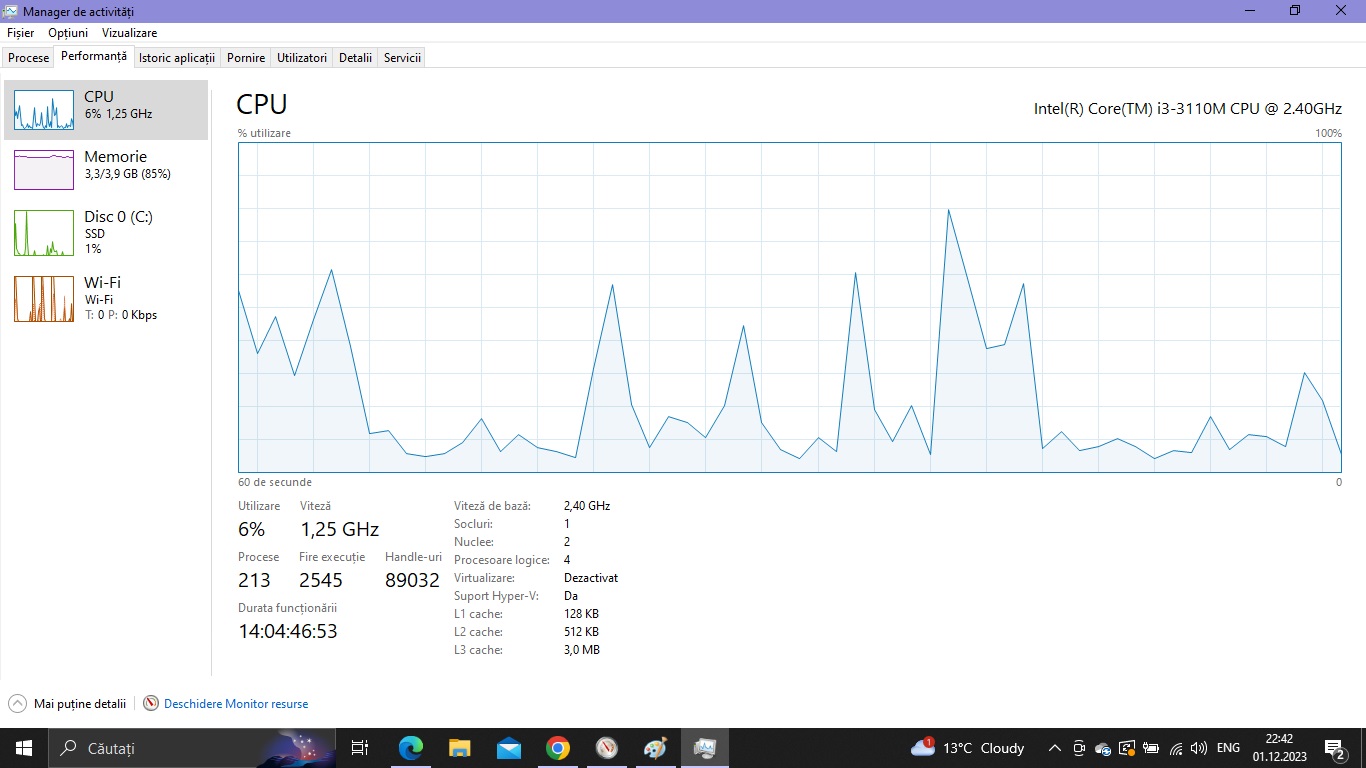 Manager de activități
Fișier Opțiuni Vizualizare
Procese Performanță Istoric aplicații Pornire Utilizatori Detalii Servicii
CPU
6% 1,25 GHz
Memorie
3,3/3,9 GB (85%)
Disc 0 (C:)
SSD
1%
Wi-Fi
Wi-Fi
T: 0 P: 0 Kbps
CPU
Intel(R) Core(TM) i3-3110M CPU @ 2.40GHz
% utilizare 100%
60 de secunde 0
Utilizare Viteză
6% 1,25 GHz
Procese Fire execuție Handle-uri
213 2545 89032
Durata funcționării
14:04:46:53
Viteză de bază: 2,40 GHz
Socluri: 1
Nuclee: 2
Procesoare logice: 4
Virtualizare: Dezactivat
Suport Hyper-V: Da
L1 cache: 128 KB
L2 cache: 512 KB
L3 cache: 3,0 MB
Mai puține detalii Deschidere Monitor resurse
Căutați
1
13°C Cloudy
ENG
22:42
01.12.2023
2